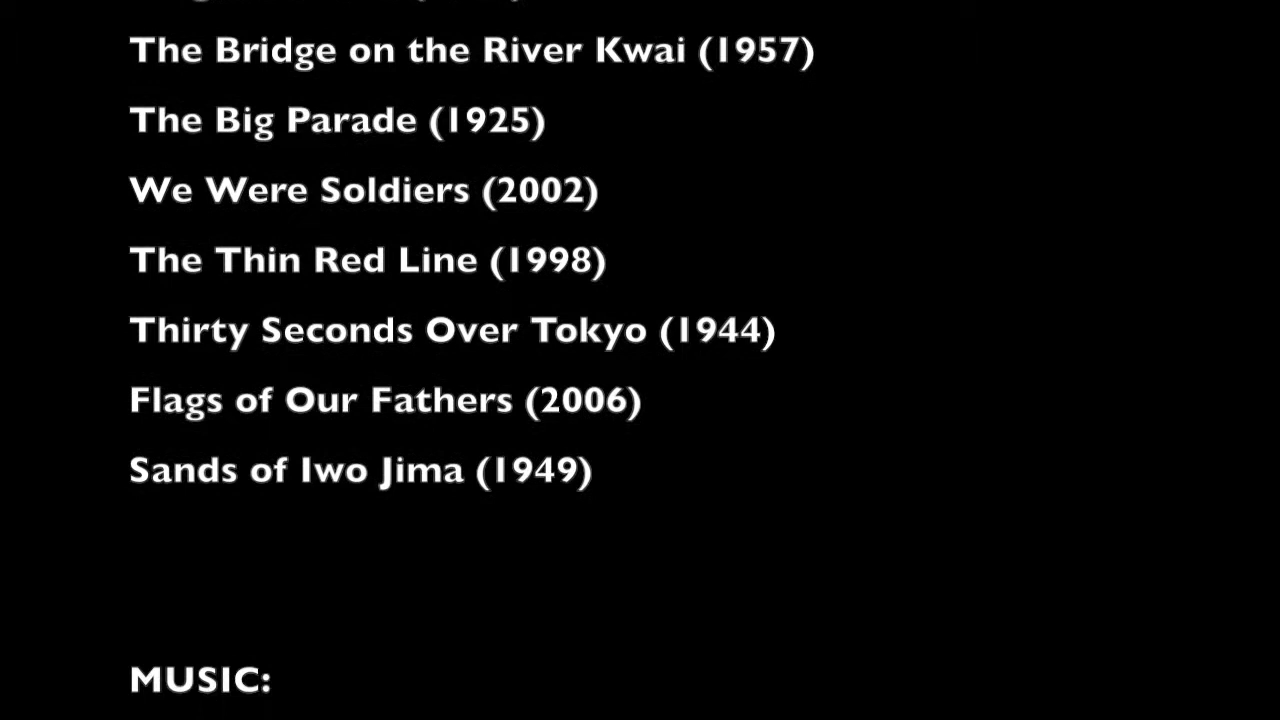 The Bridge on the River Kwai (1957)
The Big Parade (1925)
We Were Soldiers (2002)
The Thin Red Line (1998)
Thirty Seconds Over Tokyo (1944)
Flags of Our Fathers (2006)
Sands of Iwo Jima (1949)
MUSIC: